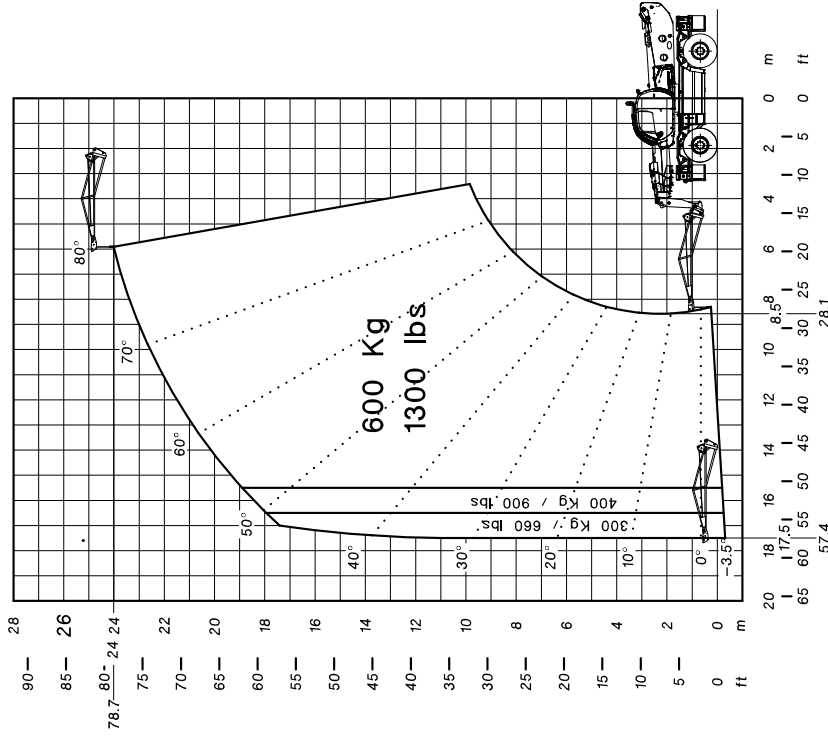 m
ft
0 2 4 6 8.5 10 12 14 16 17.5 18 20
0 5 10 15 20 25 28.1 30 35 40 45 50 55 57.4 60 65
80°
70°
60°
50°
40°
30°
20°
10°
0°
-3.5°
600 Kg
1300 lbs
400 Kg / 900 lbs
300 Kg / 660 lbs
28 26 24 24 22 20 18 16 14 12 10 8 6 4 2 0 m
90 85 80 78.7 75 70 65 60 55 50 45 40 35 30 25 20 15 10 5 0 ft